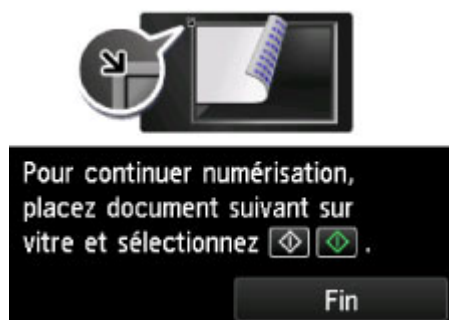 Pour continuer numérisation,
placez document suivant sur
vitre et sélectionnez .
Fin